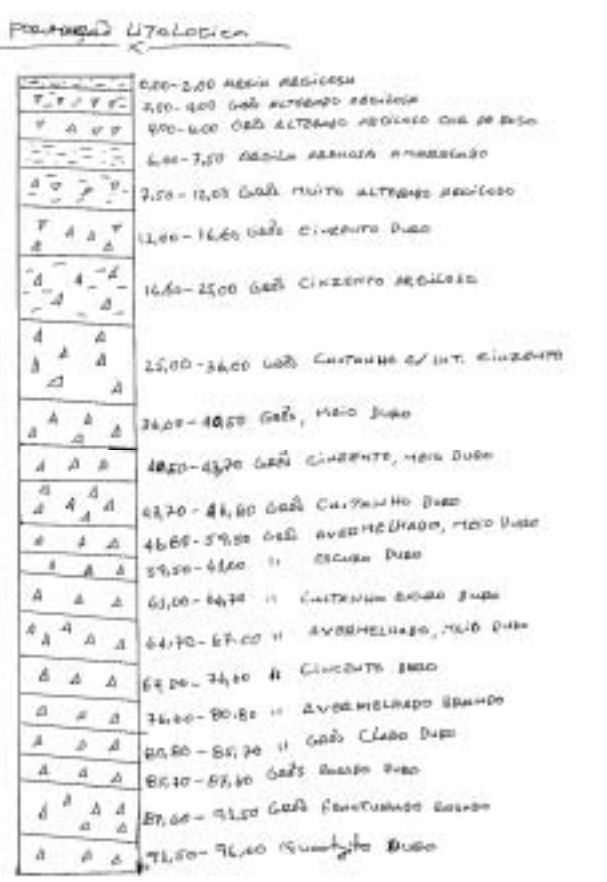 Formação Litologica
0,00-2,00 Argila Argilosa
2,00-4,00 Grês Alterado Argiloso
4,00-6,00 Grês Alterado Argiloso Cor de Rosa
6,00-7,50 Argila Arenosa Amarelado
7,50-12,00 Grês Muito Alterado Argiloso
12,00-16,60 Grês Cinzento Duro
16,60-25,00 Grês Cinzento Argiloso
25,00-36,00 Grês Castanho c/ int. Cinzento
36,00-40,50 Grês, Meio Duro
40,50-43,70 Grês Cinzento, Meio Duro
43,70-46,60 Grês Castanho Duro
46,60-59,50 Grês Avermelhado, Meio Duro
59,50-61,00 " Escuro Duro
61,00-64,70 " Castanho Escuro Duro
64,70-67,00 " Avermelhado, Meio Duro
67,00-76,60 " Cinzento Duro
76,60-80,80 " Avermelhado Brando
80,80-85,70 " Grês Claro Duro
85,70-87,60 Grês Rosado Duro
87,60-91,50 Grês Fracturado Rosado
91,50-96,00 Quartzito Duro